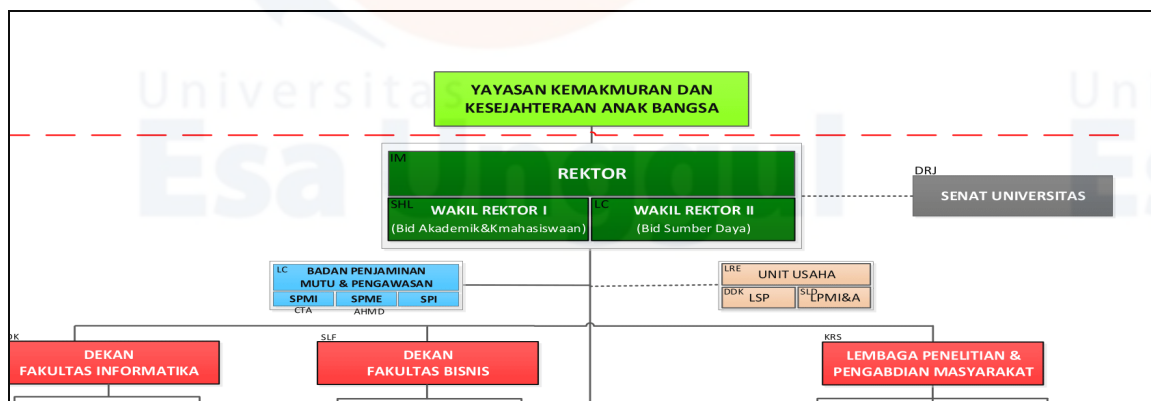 YAYASAN KEMAKMURAN DAN
KESEJAHTERAAN ANAK BANGSA
Universitas
Esa Unggul
Un
Es
IM
REKTOR
SHL
WAKIL REKTOR I
(Bid Akademik&Kmahasiswaan)
LC
WAKIL REKTOR II
(Bid Sumber Daya)
DRJ
SENAT UNIVERSITAS
LC
BADAN PENJAMINAN
MUTU & PENGAWASAN
SPMI
SPME
SPI
CTA
AHMD
LRE
UNIT USAHA
DDK
LSP
SLD
LPMI&A
DEKAN
FAKULTAS INFORMATIKA
SLF
DEKAN
FAKULTAS BISNIS
KRS
LEMBAGA PENELITIAN &
PENGABDIAN MASYARAKAT